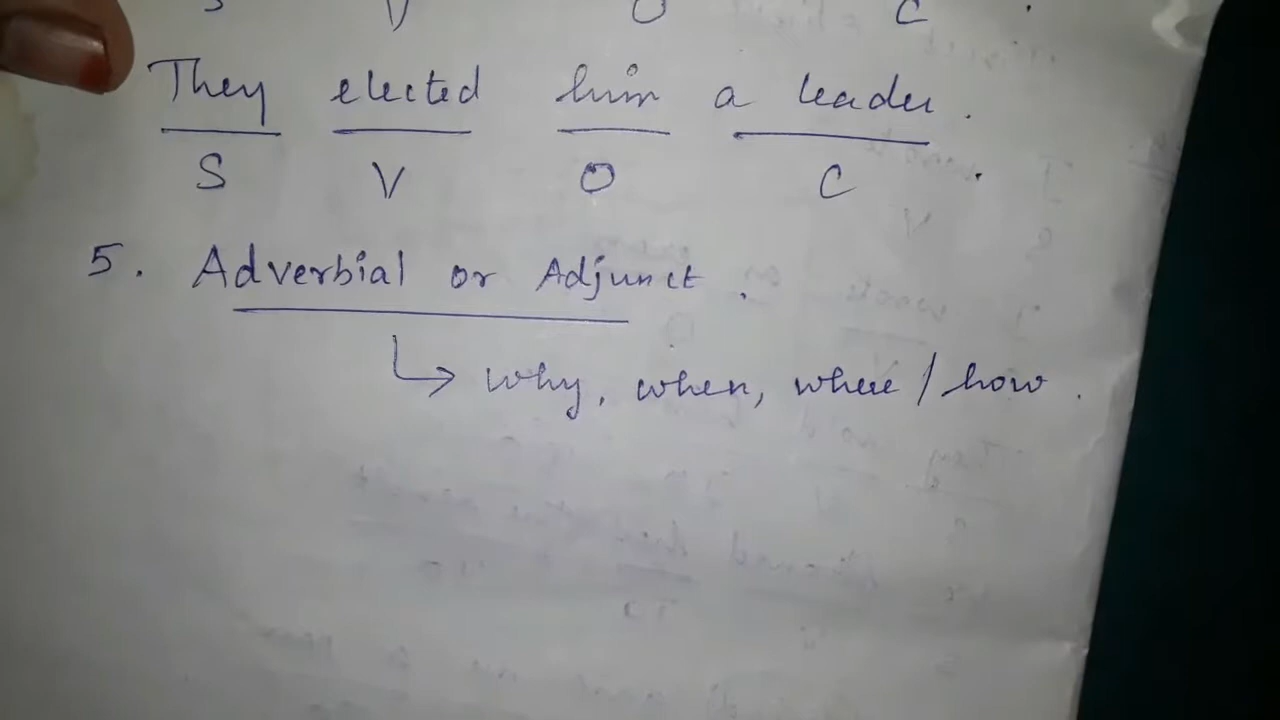 S V O C .
They elected him a leader .
S V O C .
5. Adverbial or Adjunct .
why, when, where / how .